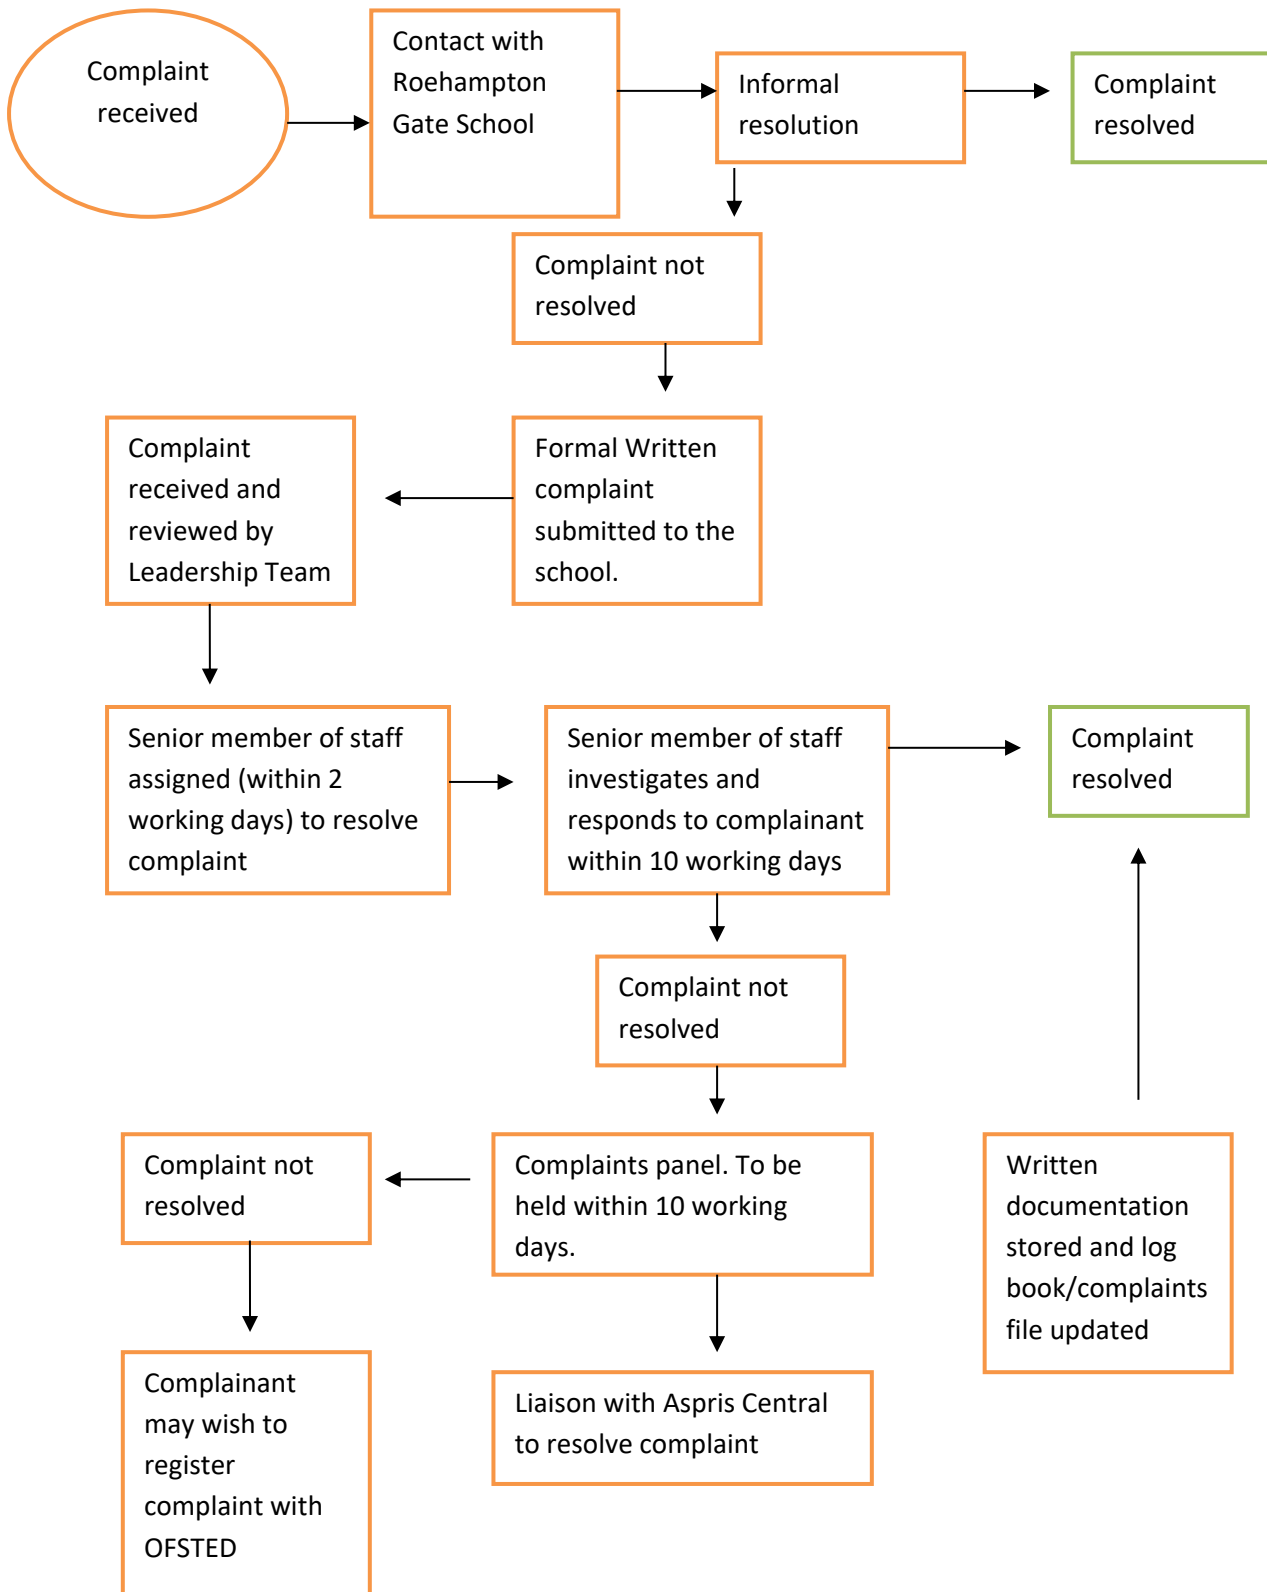 Complaint
received
Contact with
Roehampton
Gate School
Informal
resolution
Complaint
resolved
Complaint not
resolved
Formal Written
complaint
submitted to the
school.
Complaint
received and
reviewed by
Leadership Team
Senior member of staff
assigned (within 2
working days) to resolve
complaint
Senior member of staff
investigates and
responds to complainant
within 10 working days
Complaint
resolved
Complaint not
resolved
Complaints panel. To be
held within 10 working
days.
Complaint not
resolved
Written
documentation
stored and log
book/complaints
file updated
Complainant
may wish to
register
complaint with
OFSTED
Liaison with Aspris Central
to resolve complaint